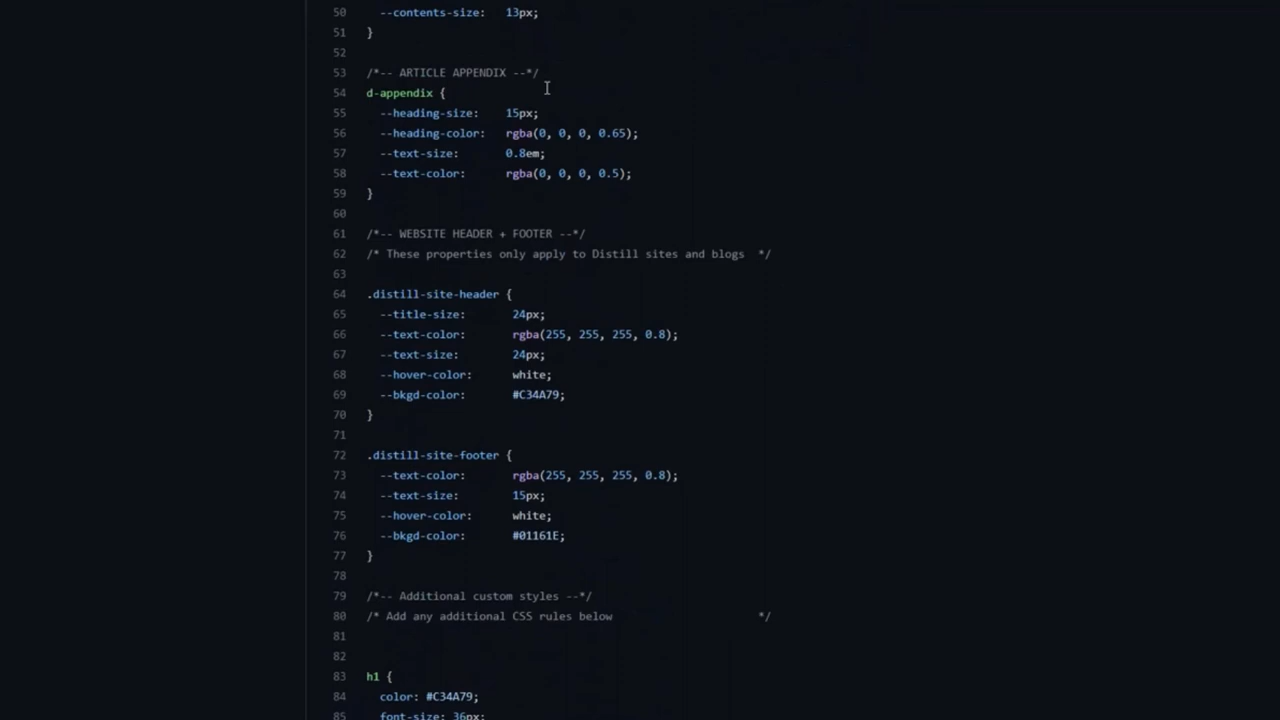 50 --contents-size: 13px;
51 }
52
53 /*-- ARTICLE APPENDIX --*/
54 d-appendix {
55 --heading-size: 15px;
56 --heading-color: rgba(0, 0, 0, 0.65);
57 --text-size: 0.8em;
58 --text-color: rgba(0, 0, 0, 0.5);
59 }
60
61 /*-- WEBSITE HEADER + FOOTER --*/
62 /* These properties only apply to Distill sites and blogs */
63
64 .distill-site-header {
65 --title-size: 24px;
66 --text-color: rgba(255, 255, 255, 0.8);
67 --text-size: 24px;
68 --hover-color: white;
69 --bkgd-color: #C34A79;
70 }
71
72 .distill-site-footer {
73 --text-color: rgba(255, 255, 255, 0.8);
74 --text-size: 15px;
75 --hover-color: white;
76 --bkgd-color: #01161E;
77 }
78
79 /*-- Additional custom styles --*/
80 /* Add any additional CSS rules below */
81
82
83 h1 {
84 color: #C34A79;
85 font-size: 36px;